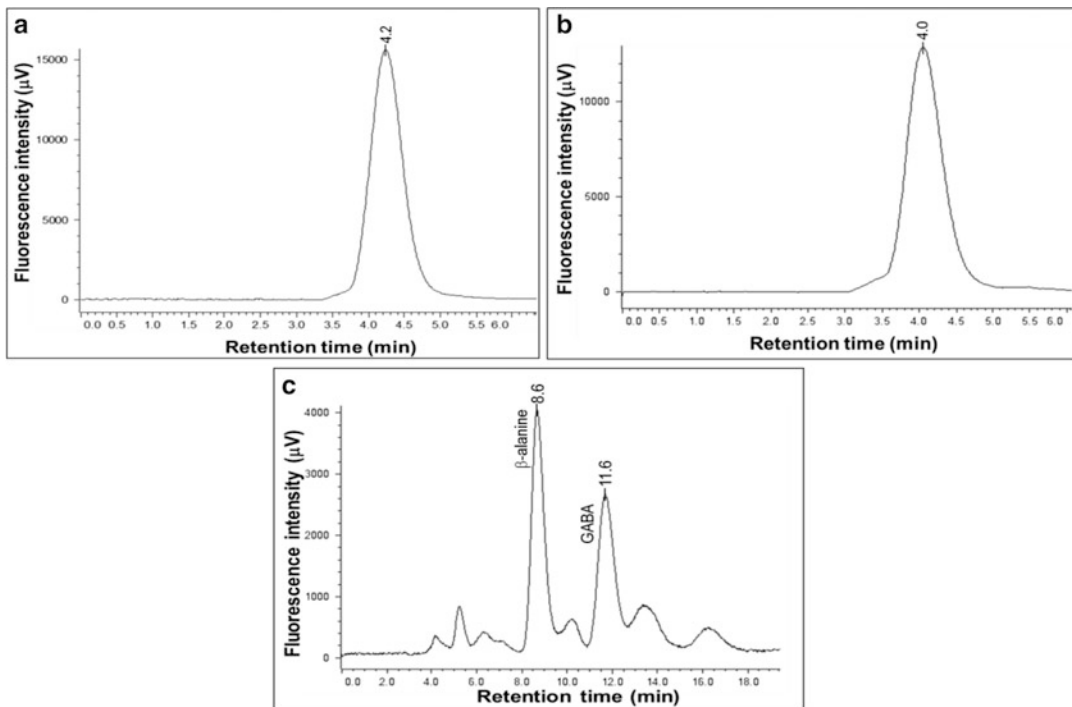 a
4.2
Fluorescence intensity (µV)
15000
10000
5000
0
0.0 0.5 1.0 1.5 2.0 2.5 3.0 3.5 4.0 4.5 5.0 5.5 6.0
Retention time (min)
b
4.0
Fluorescence intensity (µV)
10000
5000
0
0.0 0.5 1.0 1.5 2.0 2.5 3.0 3.5 4.0 4.5 5.0 5.5 6.0
Retention time (min)
c
8.6
β-alanine
11.6
GABA
Fluorescence intensity (µV)
4000
3000
2000
1000
0
0.0 2.0 4.0 6.0 8.0 10.0 12.0 14.0 16.0 18.0
Retention time (min)